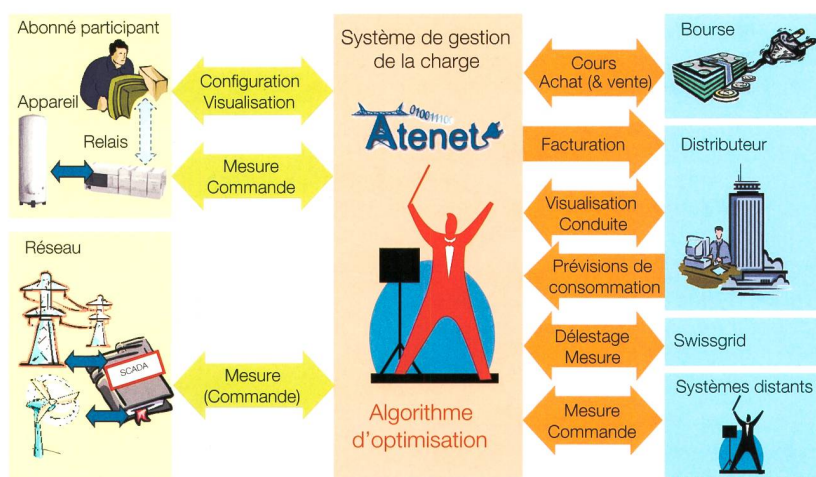 Abonné participant
Appareil
Relais
Configuration
Visualisation
Mesure
Commande
Réseau
SCADA
Mesure
(Commande)
Système de gestion
de la charge
01001110
Atenet
Algorithme
d'optimisation
Cours
Achat (& vente)
Facturation
Visualisation
Conduite
Prévisions de
consommation
Délestage
Mesure
Mesure
Commande
Bourse
Distributeur
Swissgrid
Systèmes distants